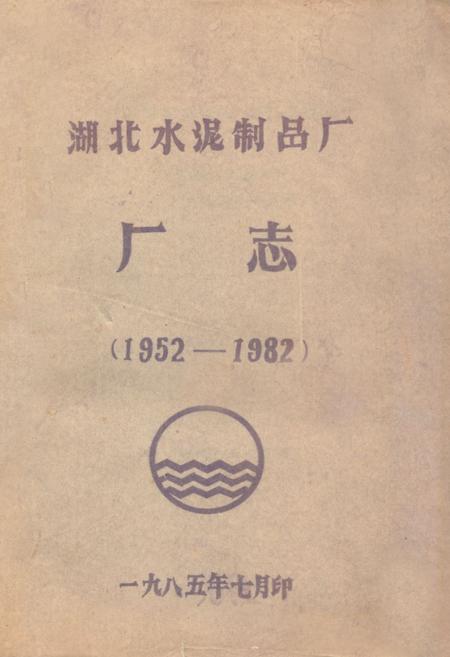 湖北水泥制品厂
厂志
(1952—1982)
一九八五年七月印